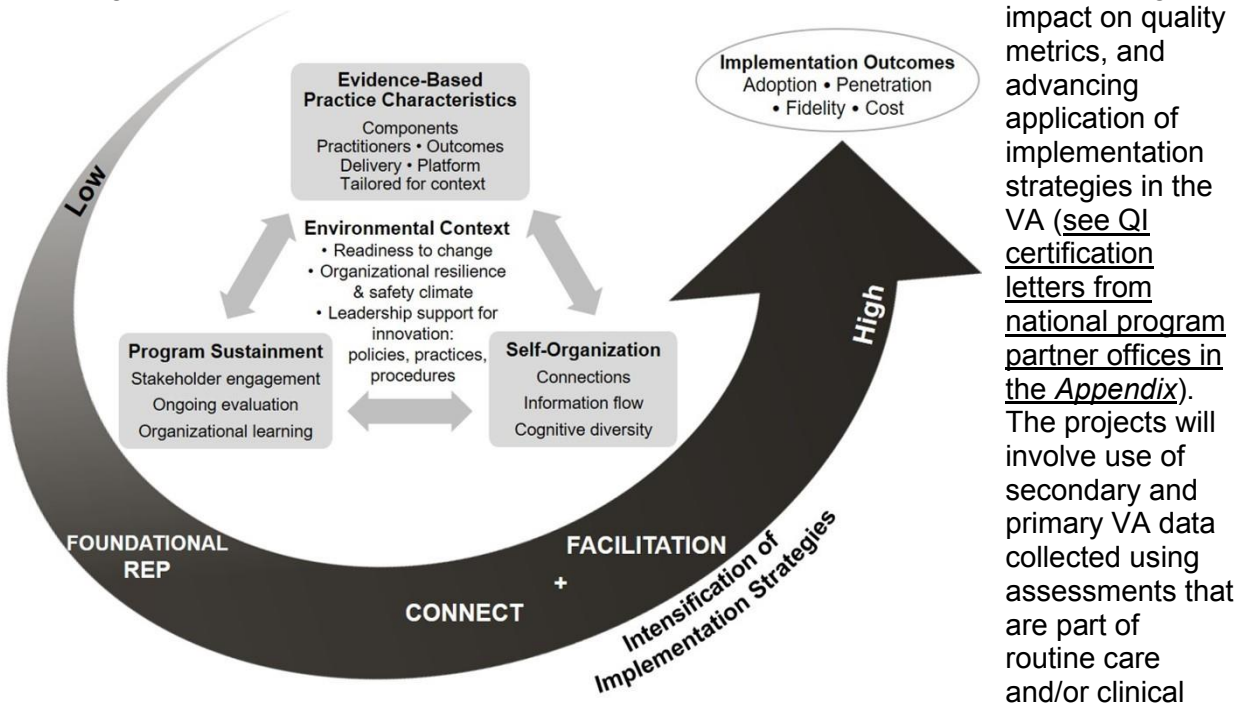 Evidence-Based
Practice Characteristics
Components
Practitioners • Outcomes
Delivery • Platform
Tailored for context
Environmental Context
• Readiness to change
• Organizational resilience
& safety climate
• Leadership support for
innovation:
policies, practices,
procedures
Program Sustainment
Stakeholder engagement
Ongoing evaluation
Organizational learning
Self-Organization
Connections
Information flow
Cognitive diversity
Implementation Outcomes
Adoption • Penetration
• Fidelity • Cost
Low
FOUNDATIONAL
REP
CONNECT
+
FACILITATION
High
Intensification of
Implementation Strategies
impact on quality
metrics, and
advancing
application of
implementation
strategies in the
VA (see QI
certification
letters from
national program
partner offices in
the Appendix).
The projects will
involve use of
secondary and
primary VA data
collected using
assessments that
are part of
routine care
and/or clinical